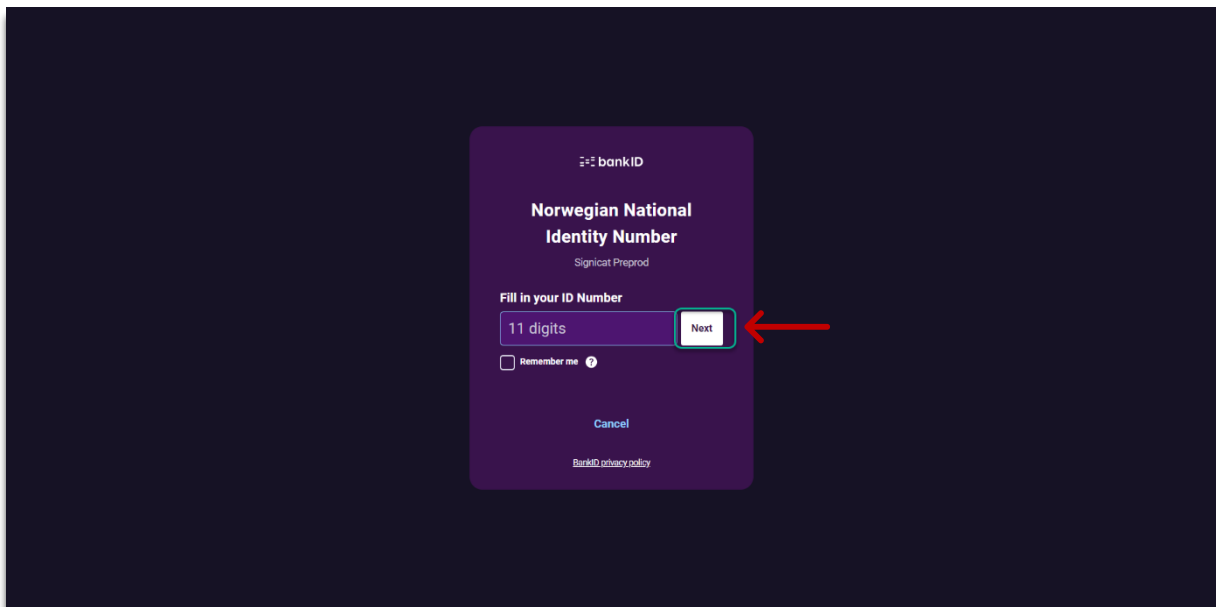 bankID
Norwegian National
Identity Number
Signicat Preprod
Fill in your ID Number
11 digits
Next
Remember me ?
Cancel
BankID privacy policy